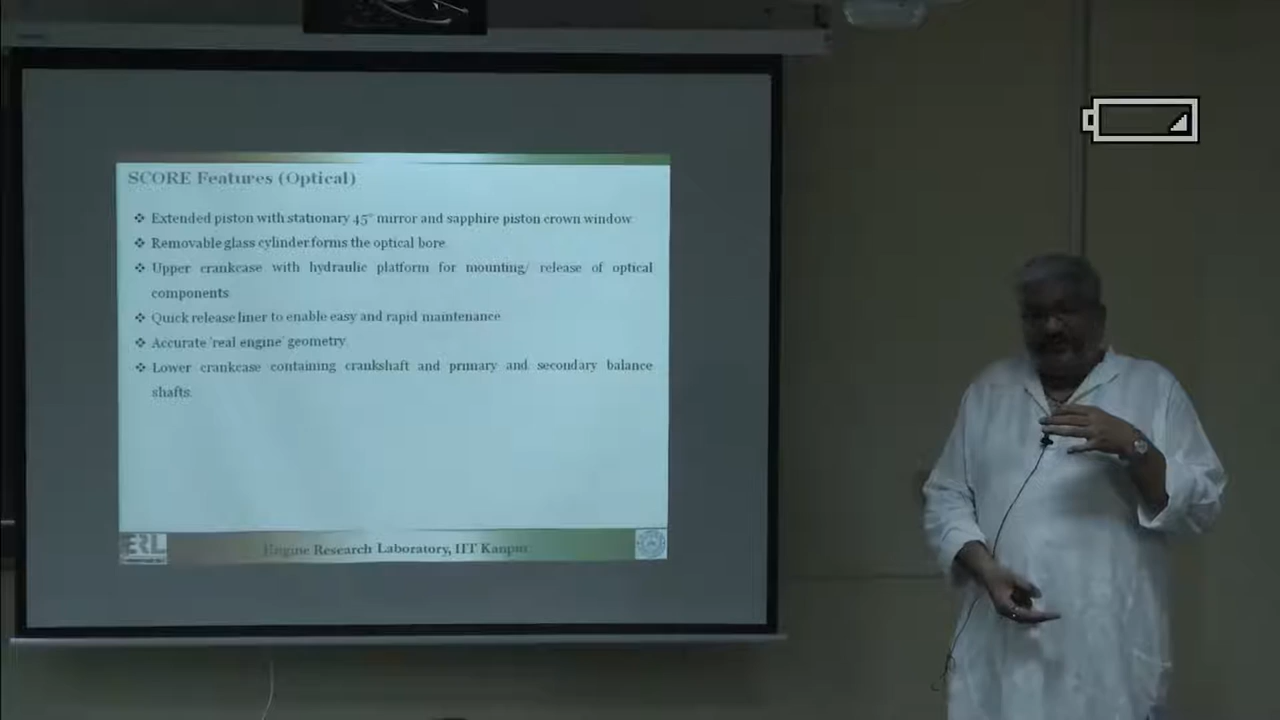 SCORE Features (Optical)
❖ Extended piston with stationary 45° mirror and sapphire piston crown window.
❖ Removable glass cylinder forms the optical bore.
❖ Upper crankcase with hydraulic platform for mounting/ release of optical
components
❖ Quick release liner to enable easy and rapid maintenance
❖ Accurate 'real engine' geometry.
❖ Lower crankcase containing crankshaft and primary and secondary balance
shafts.
ERL
Engine Research Laboratory, IIT Kanpur